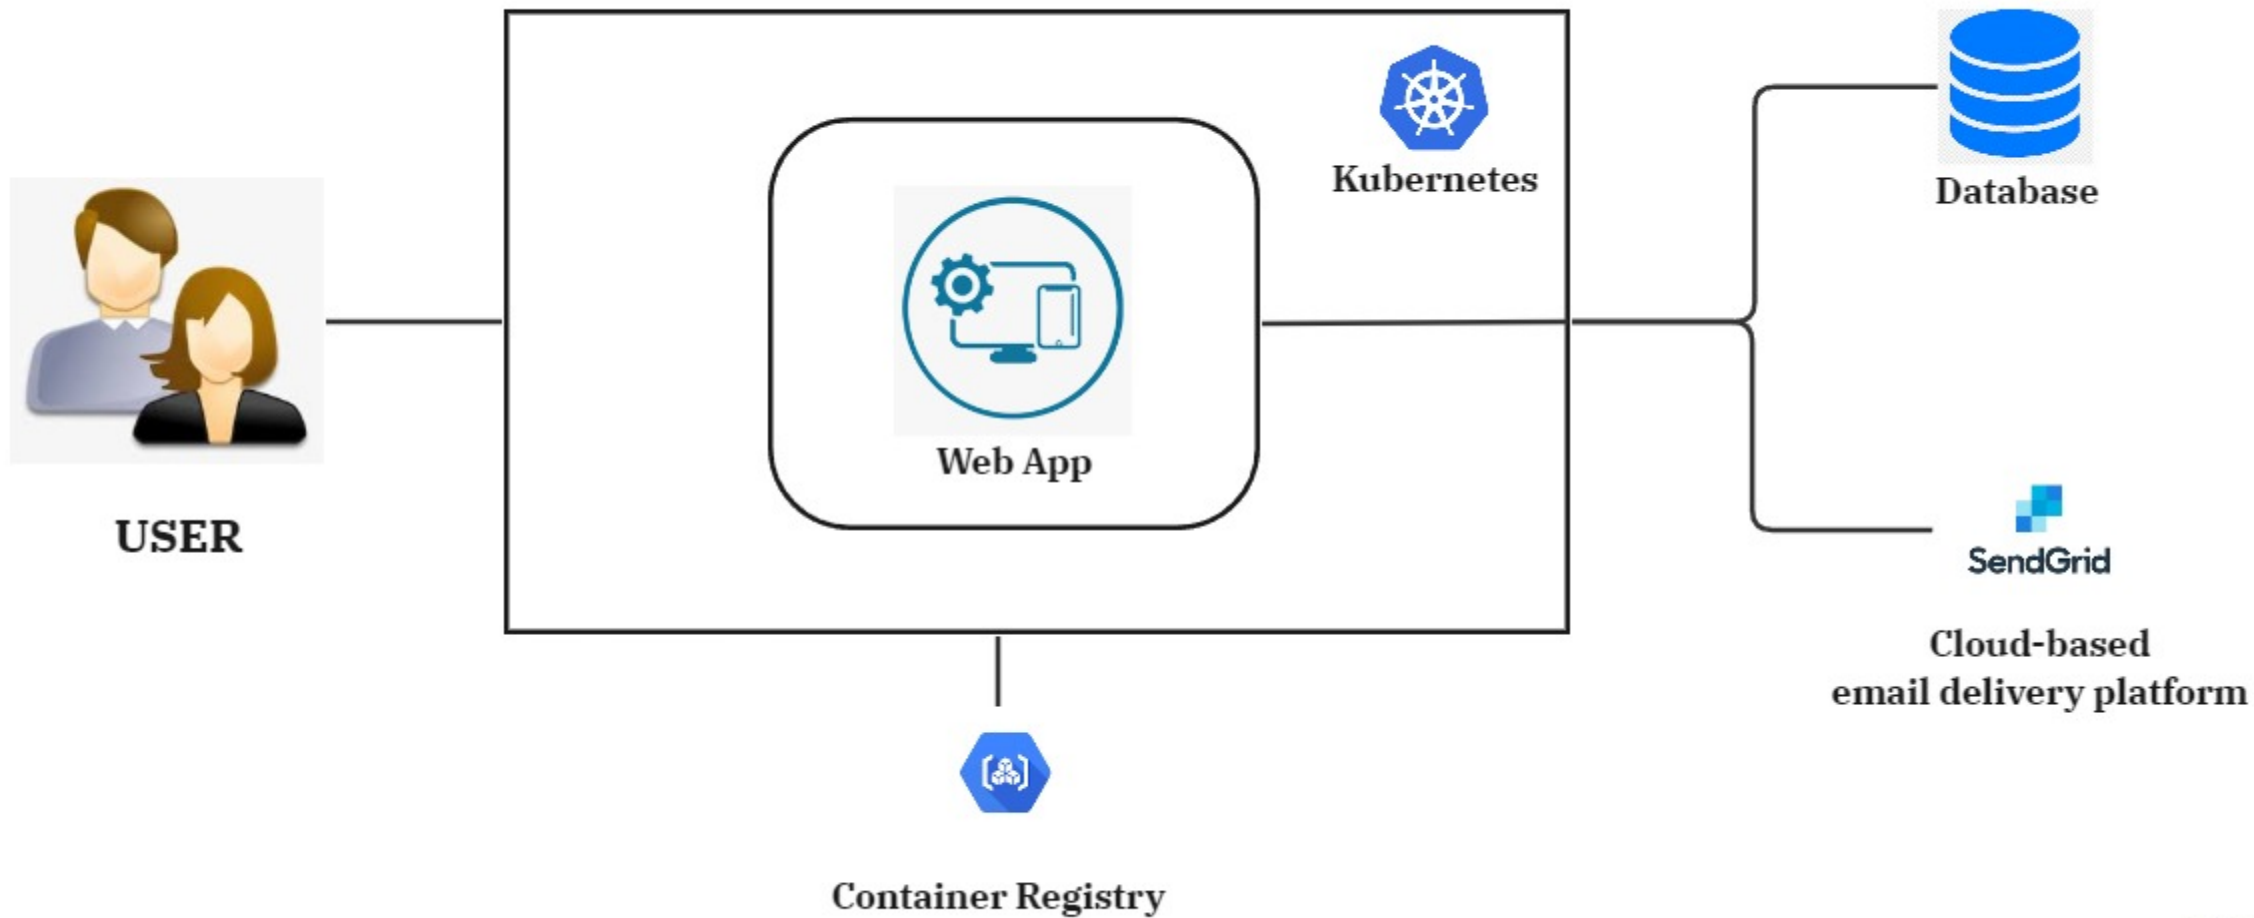 Kubernetes
Database
Web App
USER
SendGrid
Cloud-based
email delivery platform
Container Registry